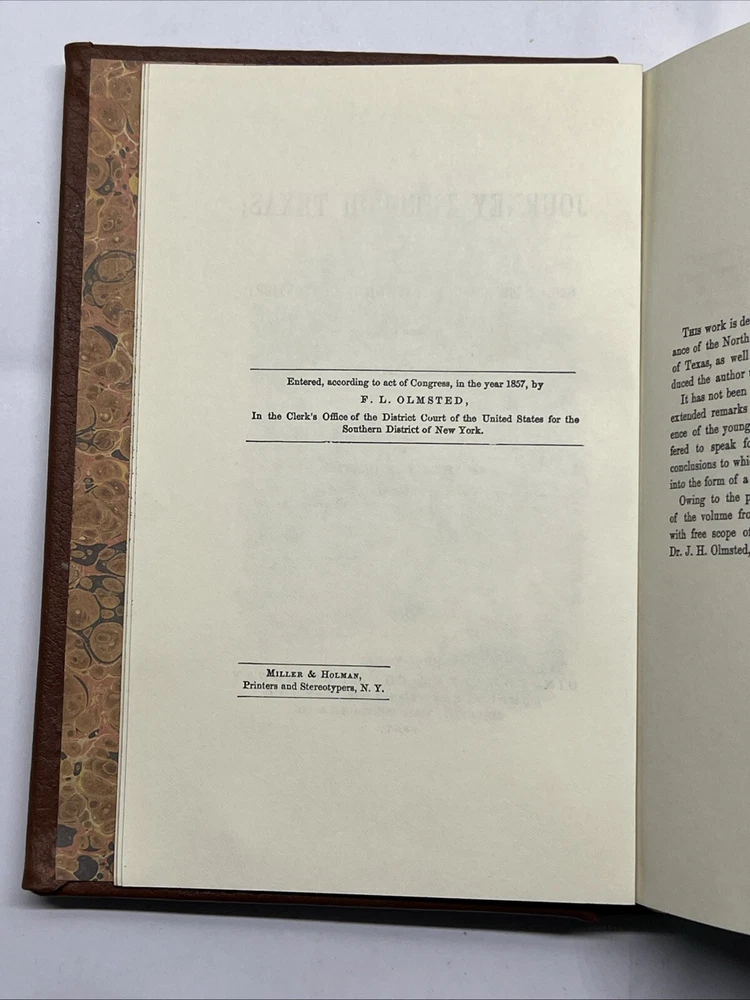 JOURNEY THROUGH TEXAS;
Entered, according to act of Congress, in the year 1857, by
F. L. OLMSTED,
In the Clerk's Office of the District Court of the United States for the
Southern District of New York.
MILLER & HOLMAN,
Printers and Stereotypers, N. Y.
THIS work is de
ance of the North
of Texas, as well
duced the author
It has not been
extended remarks
ence of the young
fered to speak fo
conclusions to whi
into the form of a
Owing to the p
of the volume fro
with free scope of
Dr. J. H. Olmsted,